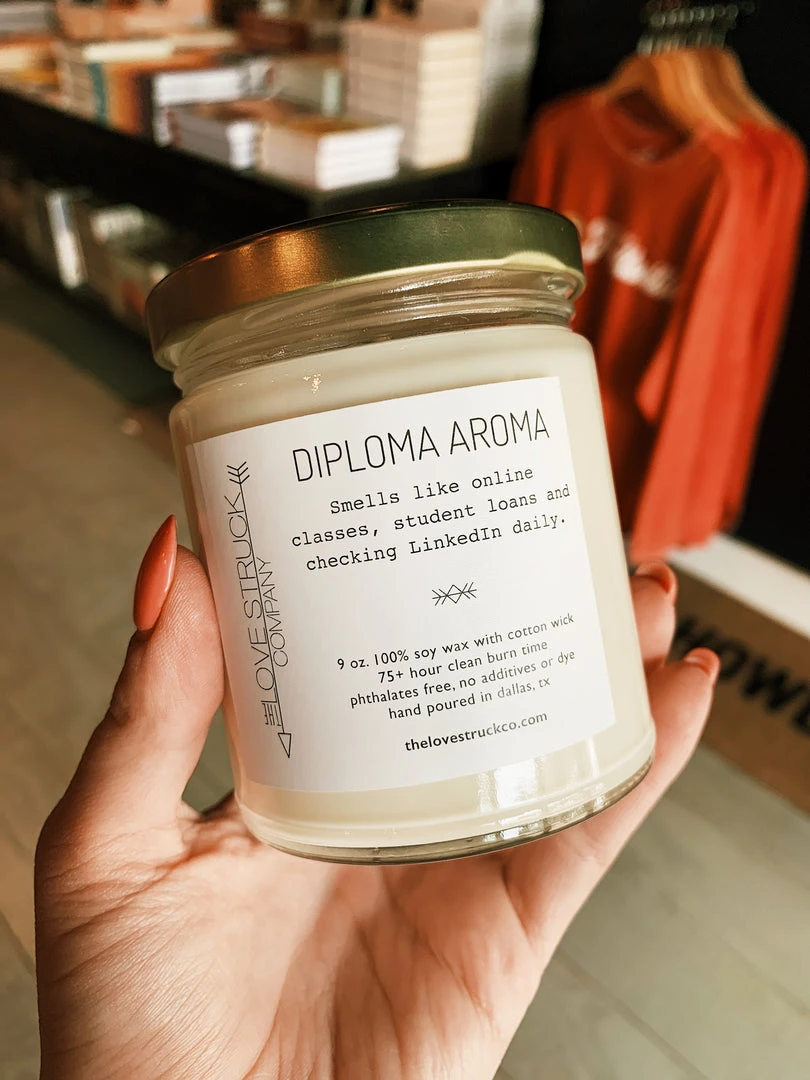 DIPLOMA AROMA
Smells like online
classes, student loans and
checking LinkedIn daily.
9 oz. 100% soy wax with cotton wick
75+ hour clean burn time
phthalates free, no additives or dye
hand poured in dallas, tx
thelovestruckco.com
LOVE STRUCK
COMPANY